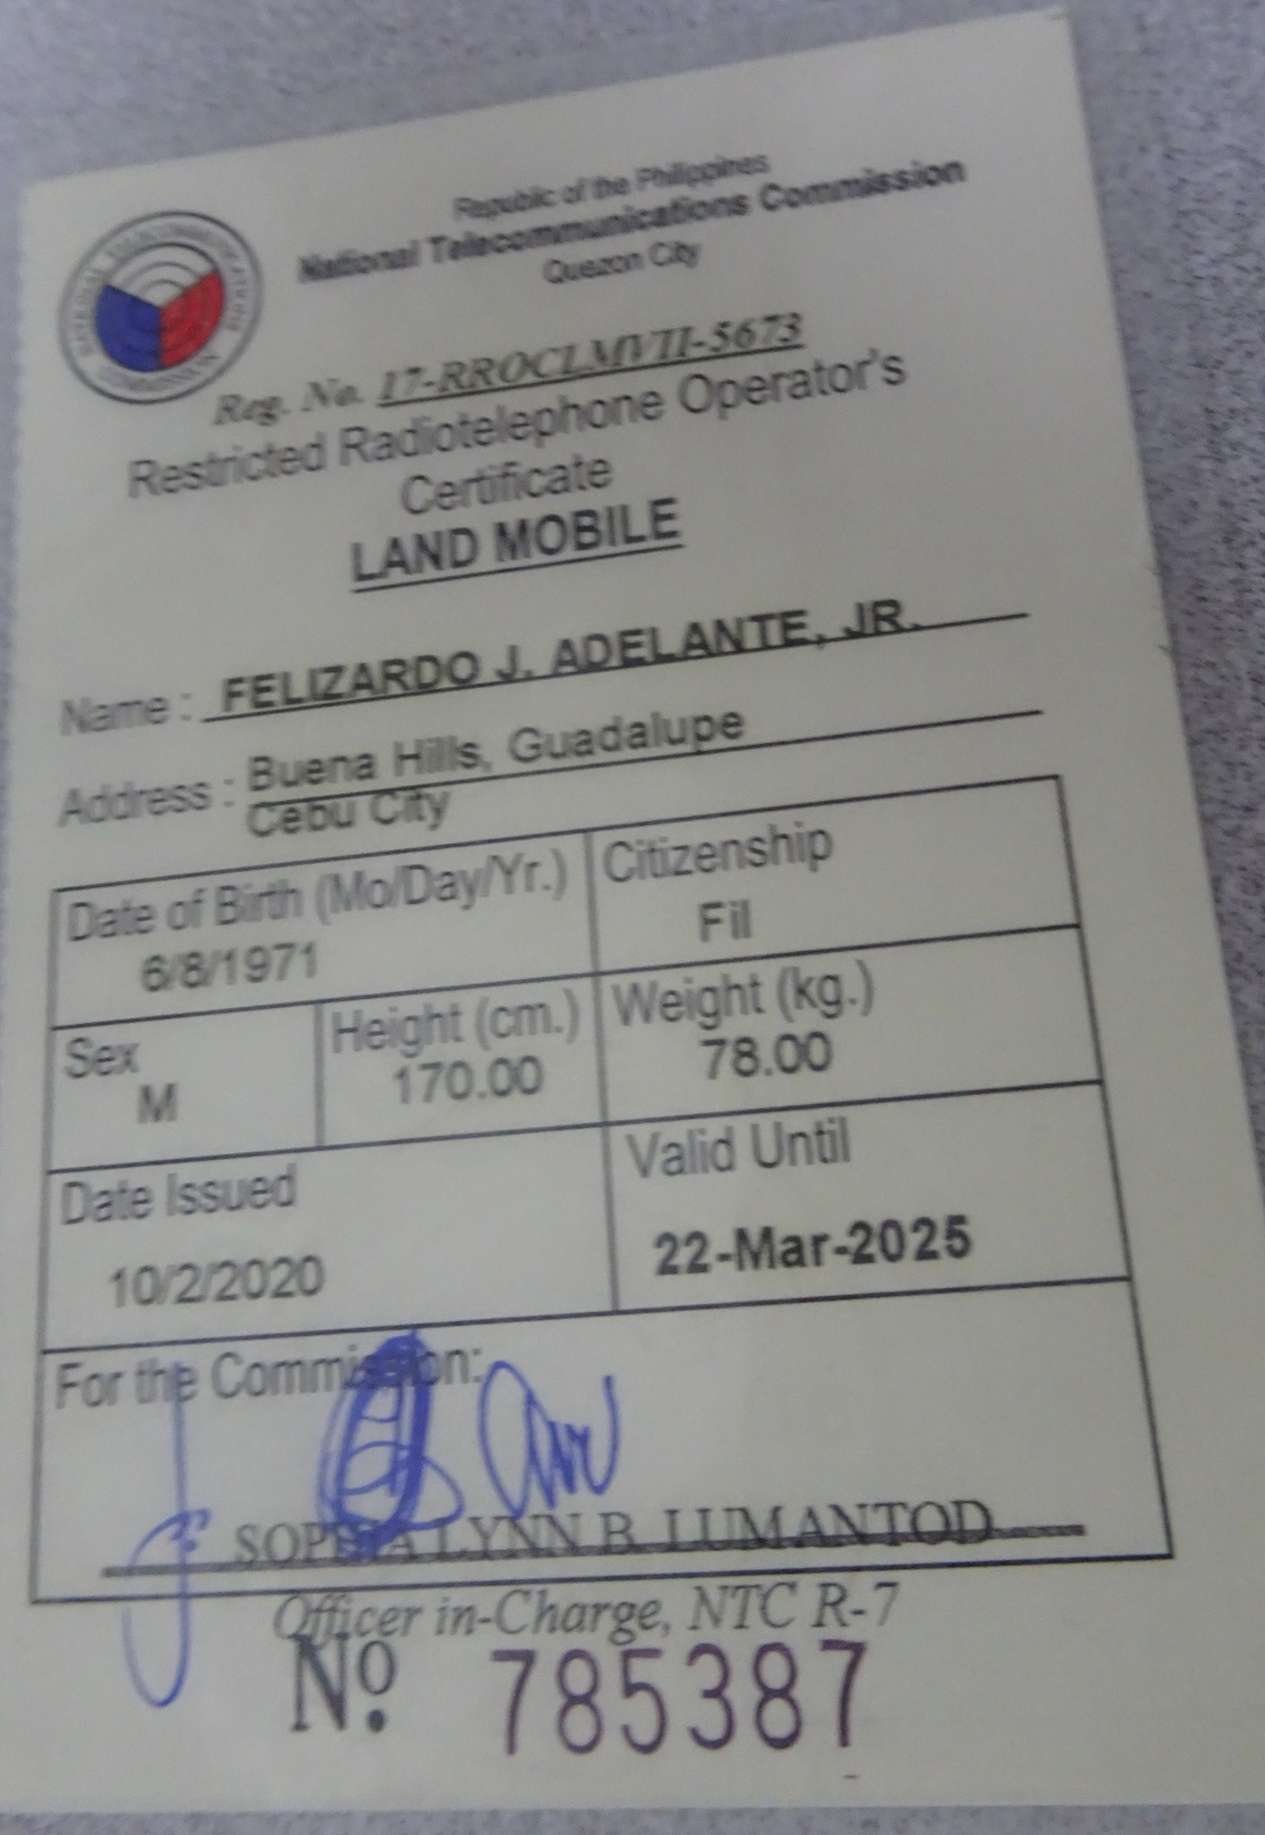 Republic of the Philippines
National Telecommunications Commission
Quezon City
NATIONAL TELECOMMUNICATIONS COMMISSION
Reg. No. 17-RROCLMVII-5673
Restricted Radiotelephone Operator's
Certificate
LAND MOBILE
Name : FELIZARDO J. ADELANTE, JR.
Address : Buena Hills, Guadalupe
Cebu City
Date of Birth (Mo/Day/Yr.) Citizenship
6/8/1971 Fil
Sex Height (cm.) Weight (kg.)
M 170.00 78.00
Date Issued Valid Until
10/2/2020 22-Mar-2025
For the Commission:
SOPHIA LYNN B. LUMANTOD
Officer in-Charge, NTC R-7
Nº. 785387